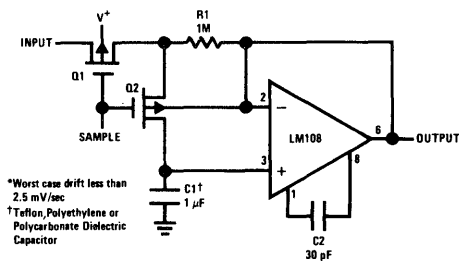 R1
1M
V+
INPUT
Q1
Q2
SAMPLE
2
−
LM108
6
OUTPUT
3
+
8
1
C1†
1 μF
C2
30 pF
*Worst case drift less than
2.5 mV/sec
†Teflon, Polyethylene or
Polycarbonate Dielectric
Capacitor